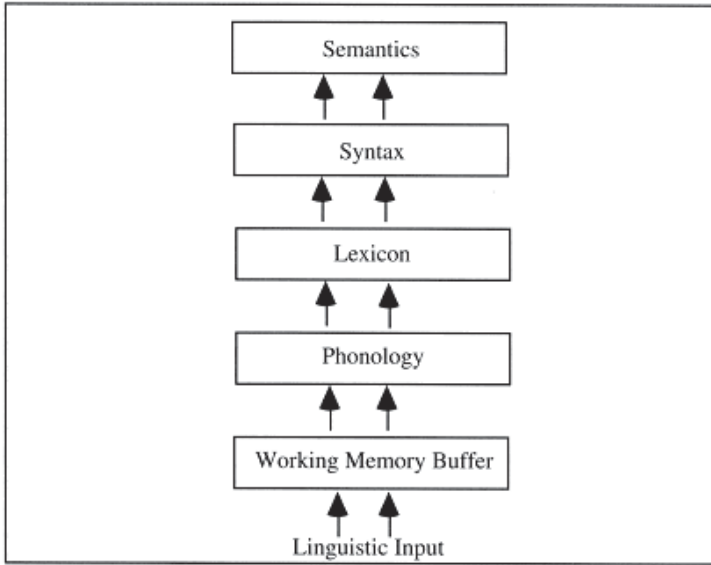 Semantics
Syntax
Lexicon
Phonology
Working Memory Buffer
Linguistic Input